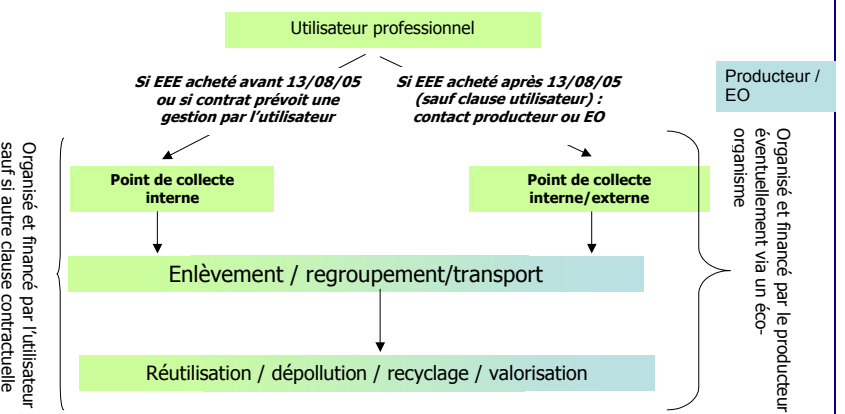 Utilisateur professionnel
Si EEE acheté avant 13/08/05
ou si contrat prévoit une
gestion par l'utilisateur
Si EEE acheté après 13/08/05
(sauf clause utilisateur) :
contact producteur ou EO
Producteur /
EO
Point de collecte
interne
Point de collecte
interne/externe
Enlèvement / regroupement/transport
Réutilisation / dépollution / recyclage / valorisation
Organisé et financé par l'utilisateur
sauf si autre clause contractuelle
Organisé et financé par le producteur
éventuellement via un éco-
organisme